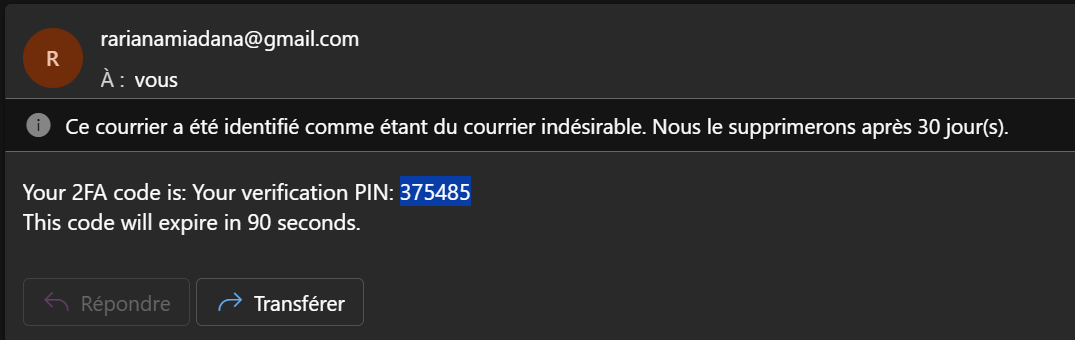 R
rarianamiadana@gmail.com
À : vous
Ce courrier a été identifié comme étant du courrier indésirable. Nous le supprimerons après 30 jour(s).
Your 2FA code is: Your verification PIN: 375485
This code will expire in 90 seconds.
Répondre
Transférer